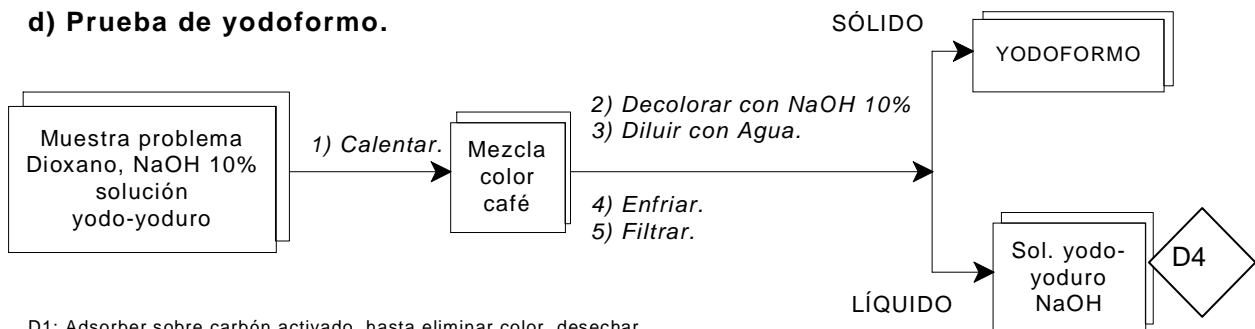 d) Prueba de yodoformo.
SÓLIDO
YODOFORMO
Muestra problema
Dioxano, NaOH 10%
solución
yodo-yoduro
1) Calentar.
Mezcla
color
café
2) Decolorar con NaOH 10%
3) Diluir con Agua.
4) Enfriar.
5) Filtrar.
LÍQUIDO
Sol. yodo-
yoduro
NaOH
D4
D1: Adsorber sobre carbón activado, hasta eliminar color, desechar